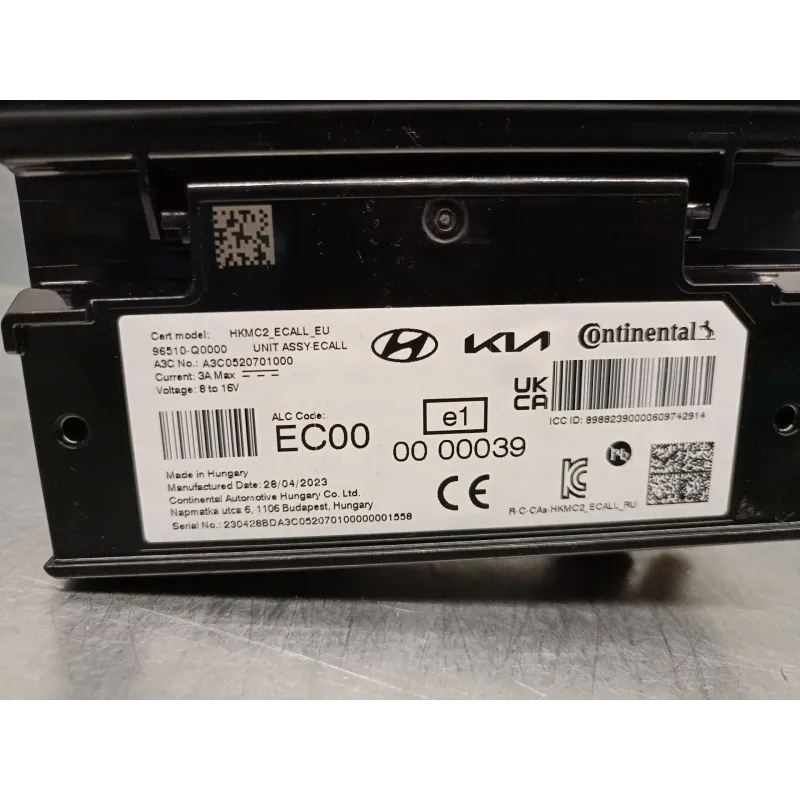 Cert model: HKMC2_ECALL_EU
96510-Q0000 UNIT ASSY-ECALL
A3C No.: A3C0520701000
Current: 3A Max
Voltage: 8 to 16V
KIA
Continental
UK
CA
ICC ID: 89882390000609742914
ALC Code:
EC00
e1
00 00039
Made in Hungary
Manufactured Date: 28/04/2023
Continental Automotive Hungary Co. Ltd.
Napmatka utca 6, 1106 Budapest, Hungary
Serial No.: 230428BDA3C05207010000001558
CE
Pb
R-C-CAs-HKMC2_ECALL_RU